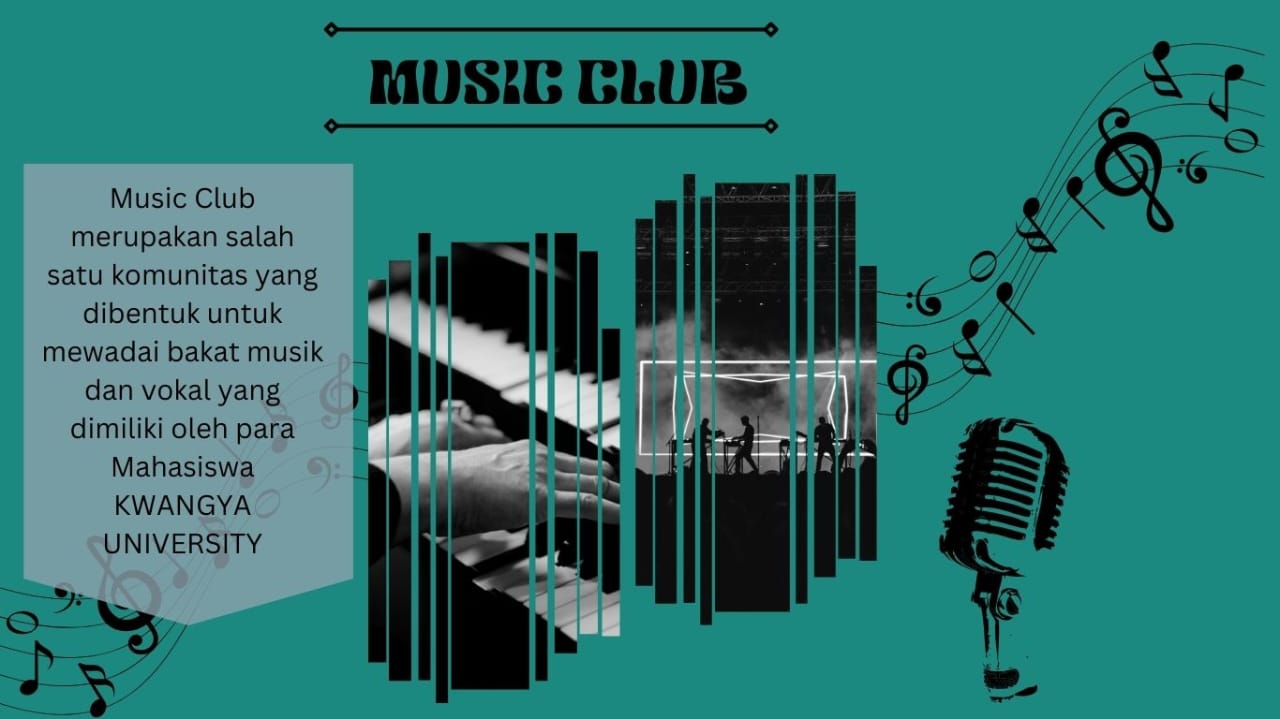 MUSIC CLUB
Music Club
merupakan salah
satu komunitas yang
dibentuk untuk
mewadai bakat musik
dan vokal yang
dimiliki oleh para
Mahasiswa
KWANGYA
UNIVERSITY